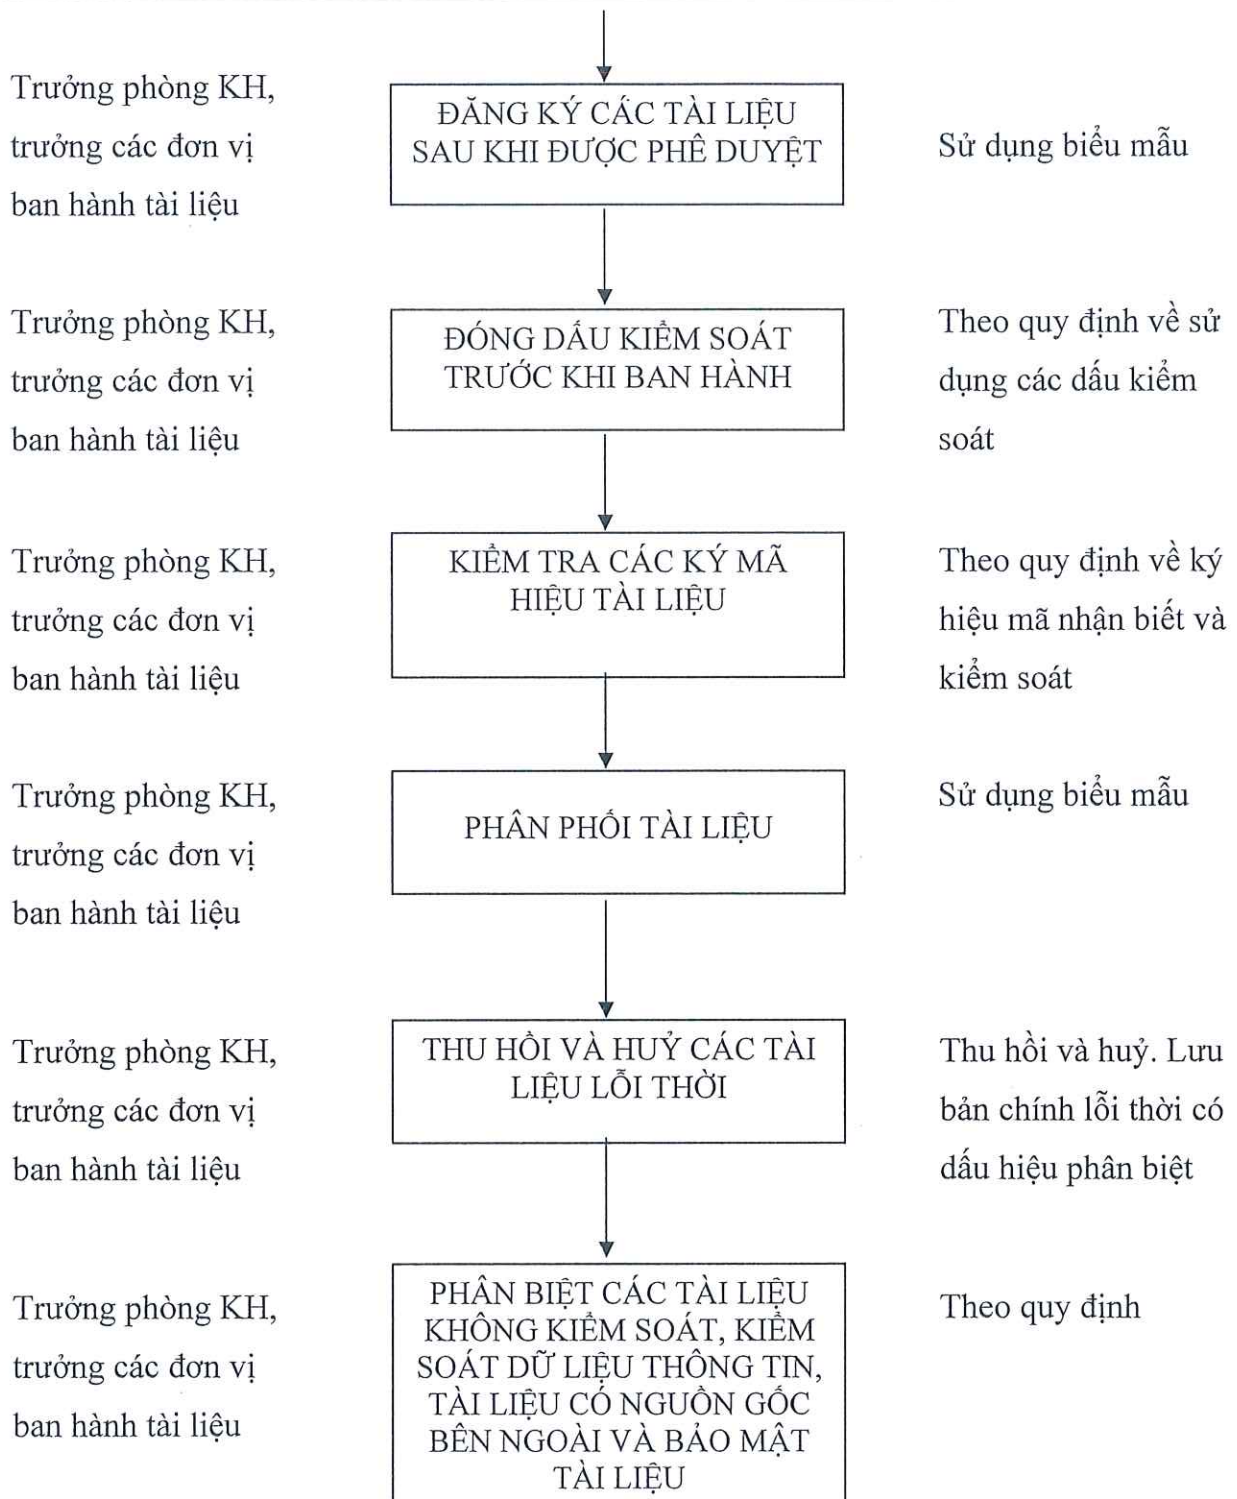 Trưởng phòng KH,
trưởng các đơn vị
ban hành tài liệu
ĐĂNG KÝ CÁC TÀI LIỆU
SAU KHI ĐƯỢC PHÊ DUYỆT
Sử dụng biểu mẫu
Trưởng phòng KH,
trưởng các đơn vị
ban hành tài liệu
ĐÓNG DẤU KIỂM SOÁT
TRƯỚC KHI BAN HÀNH
Theo quy định về sử
dụng các dấu kiểm
soát
Trưởng phòng KH,
trưởng các đơn vị
ban hành tài liệu
KIỂM TRA CÁC KÝ MÃ
HIỆU TÀI LIỆU
Theo quy định về ký
hiệu mã nhận biết và
kiểm soát
Trưởng phòng KH,
trưởng các đơn vị
ban hành tài liệu
PHÂN PHỐI TÀI LIỆU
Sử dụng biểu mẫu
Trưởng phòng KH,
trưởng các đơn vị
ban hành tài liệu
THU HỒI VÀ HUỶ CÁC TÀI
LIỆU LỖI THỜI
Thu hồi và huỷ. Lưu
bản chính lỗi thời có
dấu hiệu phân biệt
Trưởng phòng KH,
trưởng các đơn vị
ban hành tài liệu
PHÂN BIỆT CÁC TÀI LIỆU
KHÔNG KIỂM SOÁT, KIỂM
SOÁT DỮ LIỆU THÔNG TIN,
TÀI LIỆU CÓ NGUỒN GỐC
BÊN NGOÀI VÀ BẢO MẬT
TÀI LIỆU
Theo quy định